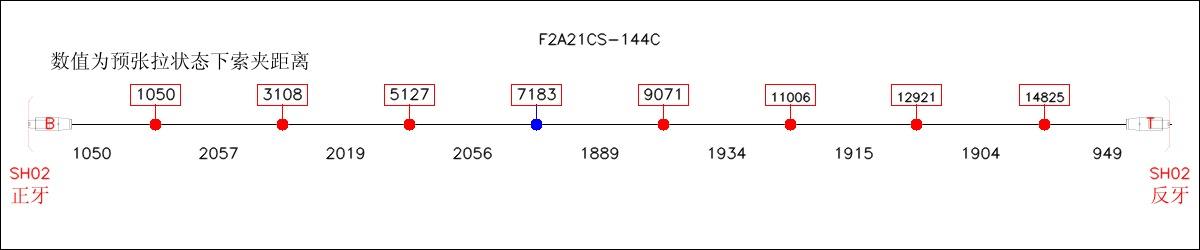 F2A21CS-144C
数值为预张拉状态下索夹距离
1050 3108 5127 7183 9071 11006 12921 14825
B T
1050 2057 2019 2056 1889 1934 1915 1904 949
SH02 SH02
正牙 反牙